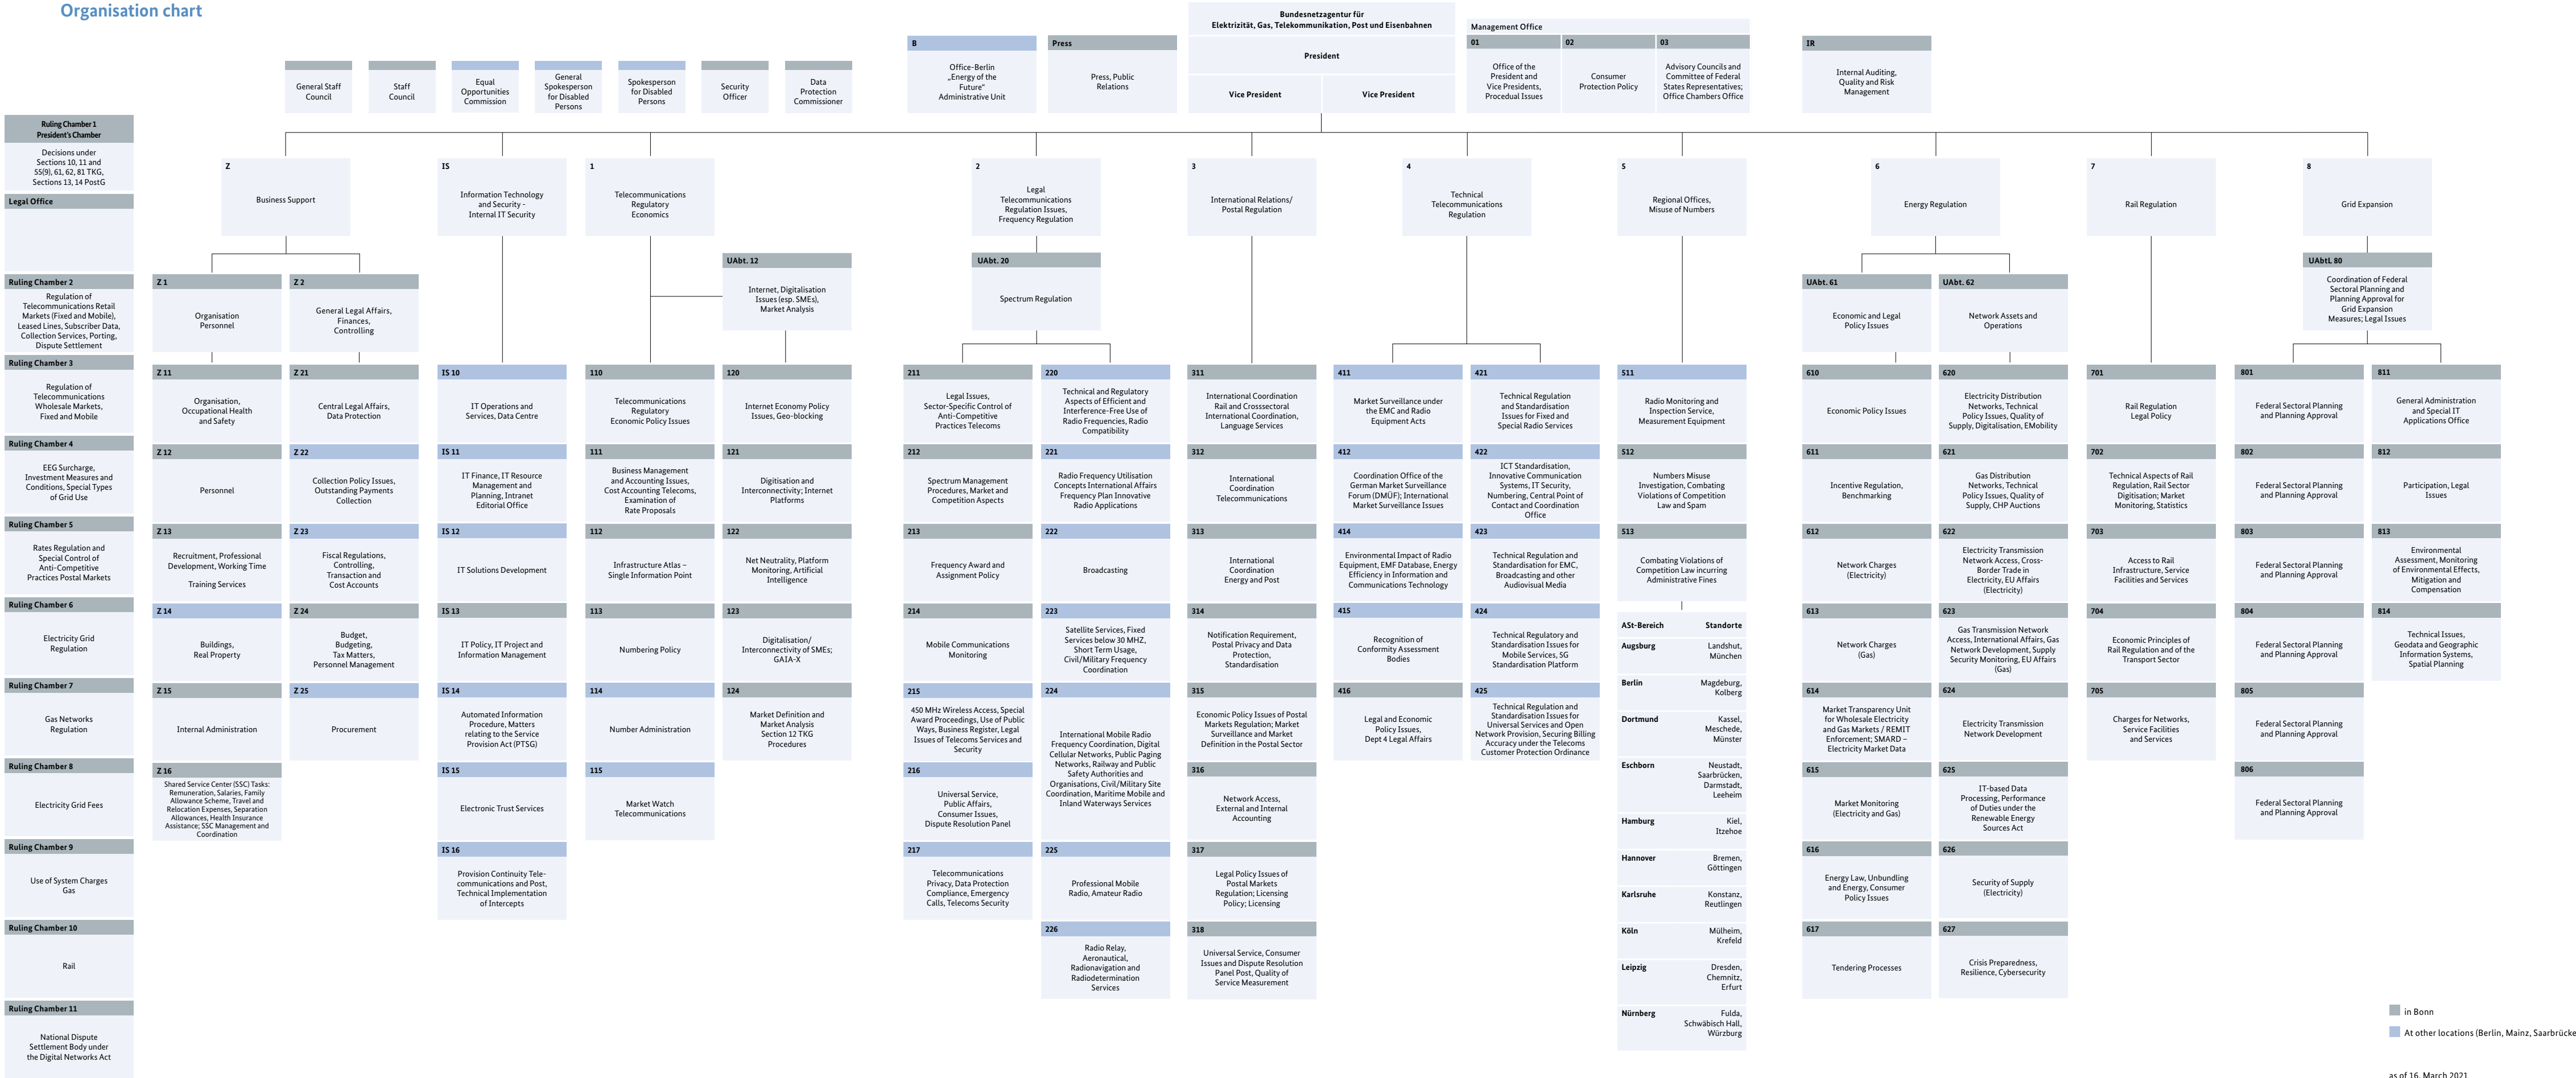 Organisation chart
Bundesnetzagentur für
Elektrizität, Gas, Telekommunikation, Post und Eisenbahnen
President
Vice President
Vice President
General Staff
Council
Staff
Council
Equal
Opportunities
Commission
General
Spokesperson
for Disabled
Persons
Spokesperson
for Disabled
Persons
Security
Officer
Data
Protection
Commissioner
B
Office-Berlin
„Energy of the
Future“
Administrative Unit
Press
Press, Public
Relations
Management Office
01
Office of the
President and
Vice Presidents,
Procedual Issues
02
Consumer
Protection Policy
03
Advisory Councils and
Committee of Federal
States Representatives;
Office Chambers Office
IR
Internal Auditing,
Quality and Risk
Management
Ruling Chamber 1
President's Chamber
Decisions under
Sections 10, 11 and
55(9), 61, 62, 81 TKG,
Sections 13, 14 PostG
Legal Office
Ruling Chamber 2
Regulation of
Telecommunications Retail
Markets (Fixed and Mobile),
Leased Lines, Subscriber Data,
Collection Services, Porting,
Dispute Settlement
Ruling Chamber 3
Regulation of
Telecommunications
Wholesale Markets,
Fixed and Mobile
Ruling Chamber 4
EEG Surcharge,
Investment Measures and
Conditions, Special Types
of Grid Use
Ruling Chamber 5
Rates Regulation and
Special Control of
Anti-Competitive
Practices Postal Markets
Ruling Chamber 6
Electricity Grid
Regulation
Ruling Chamber 7
Gas Networks
Regulation
Ruling Chamber 8
Electricity Grid Fees
Ruling Chamber 9
Use of System Charges
Gas
Ruling Chamber 10
Rail
Ruling Chamber 11
National Dispute
Settlement Body under
the Digital Networks Act
Z
Business Support
Z 1
Organisation
Personnel
Z 11
Organisation,
Occupational Health
and Safety
Z 12
Personnel
Z 13
Recruitment, Professional
Development, Working Time
Training Services
Z 14
Buildings,
Real Property
Z 15
Internal Administration
Z 16
Shared Service Center (SSC) Tasks:
Remuneration, Salaries, Family
Allowance Scheme, Travel and
Relocation Expenses, Separation
Allowances, Health Insurance
Assistance; SSC Management and
Coordination
Z 2
General Legal Affairs,
Finances,
Controlling
Z 21
Central Legal Affairs,
Data Protection
Z 22
Collection Policy Issues,
Outstanding Payments
Collection
Z 23
Fiscal Regulations,
Controlling,
Transaction and
Cost Accounts
Z 24
Budget,
Budgeting,
Tax Matters,
Personnel Management
Z 25
Procurement
IS
Information Technology
and Security -
Internal IT Security
IS 10
IT Operations and
Services, Data Centre
IS 11
IT Finance, IT Resource
Management and
Planning, Intranet
Editorial Office
IS 12
IT Solutions Development
IS 13
IT Policy, IT Project and
Information Management
IS 14
Automated Information
Procedure, Matters
relating to the Service
Provision Act (PTSG)
IS 15
Electronic Trust Services
IS 16
Provision Continuity Tele-
communications and Post,
Technical Implementation
of Intercepts
1
Telecommunications
Regulatory
Economics
110
Telecommunications
Regulatory
Economic Policy Issues
111
Business Management
and Accounting Issues,
Cost Accounting Telecoms,
Examination of
Rate Proposals
112
Infrastructure Atlas –
Single Information Point
113
Numbering Policy
114
Number Administration
115
Market Watch
Telecommunications
UAbt. 12
Internet, Digitalisation
Issues (esp. SMEs),
Market Analysis
120
Internet Economy Policy
Issues, Geo-blocking
121
Digitisation and
Interconnectivity; Internet
Platforms
122
Net Neutrality, Platform
Monitoring, Artificial
Intelligence
123
Digitalisation/
Interconnectivity of SMEs;
GAIA-X
124
Market Definition and
Market Analysis
Section 12 TKG
Procedures
2
Legal
Telecommunications
Regulation Issues,
Frequency Regulation
UAbt. 20
Spectrum Regulation
211
Legal Issues,
Sector-Specific Control of
Anti-Competitive
Practices Telecoms
212
Spectrum Management
Procedures, Market and
Competition Aspects
213
Frequency Award and
Assignment Policy
214
Mobile Communications
Monitoring
215
450 MHz Wireless Access, Special
Award Proceedings, Use of Public
Ways, Business Register, Legal
Issues of Telecoms Services and
Security
216
Universal Service,
Public Affairs,
Consumer Issues,
Dispute Resolution Panel
217
Telecommunications
Privacy, Data Protection
Compliance, Emergency
Calls, Telecoms Security
220
Technical and Regulatory
Aspects of Efficient and
Interference-Free Use of
Radio Frequencies, Radio
Compatibility
221
Radio Frequency Utilisation
Concepts International Affairs
Frequency Plan Innovative
Radio Applications
222
Broadcasting
223
Satellite Services, Fixed
Services below 30 MHZ,
Short Term Usage,
Civil/Military Frequency
Coordination
224
International Mobile Radio
Frequency Coordination, Digital
Cellular Networks, Public Paging
Networks, Railway and Public
Safety Authorities and
Organisations, Civil/Military Site
Coordination, Maritime Mobile and
Inland Waterways Services
225
Professional Mobile
Radio, Amateur Radio
226
Radio Relay,
Aeronautical,
Radionavigation and
Radiodetermination
Services
3
International Relations/
Postal Regulation
311
International Coordination
Rail and Crosssectoral
International Coordination,
Language Services
312
International
Coordination
Telecommunications
313
International
Coordination
Energy and Post
314
Notification Requirement,
Postal Privacy and Data
Protection,
Standardisation
315
Economic Policy Issues of Postal
Markets Regulation; Market
Surveillance and Market
Definition in the Postal Sector
316
Network Access,
External and Internal
Accounting
317
Legal Policy Issues of
Postal Markets
Regulation; Licensing
Policy; Licensing
318
Universal Service, Consumer
Issues and Dispute Resolution
Panel Post, Quality of
Service Measurement
4
Technical
Telecommunications
Regulation
411
Market Surveillance under
the EMC and Radio
Equipment Acts
412
Coordination Office of the
German Market Surveillance
Forum (DMÜF); International
Market Surveillance Issues
414
Environmental Impact of Radio
Equipment, EMF Database, Energy
Efficiency in Information and
Communications Technology
415
Recognition of
Conformity Assessment
Bodies
416
Legal and Economic
Policy Issues,
Dept 4 Legal Affairs
421
Technical Regulation
and Standardisation
Issues for Fixed and
Special Radio Services
422
ICT Standardisation,
Innovative Communication
Systems, IT Security,
Numbering, Central Point of
Contact and Coordination
Office
423
Technical Regulation and
Standardisation for EMC,
Broadcasting and other
Audiovisual Media
424
Technical Regulatory and
Standardisation Issues for
Mobile Services, 5G
Standardisation Platform
425
Technical Regulation and
Standardisation Issues for
Universal Services and Open
Network Provision, Securing Billing
Accuracy under the Telecoms
Customer Protection Ordinance
5
Regional Offices,
Misuse of Numbers
511
Radio Monitoring and
Inspection Service,
Measurement Equipment
512
Numbers Misuse
Investigation, Combating
Violations of Competition
Law and Spam
513
Combating Violations of
Competition Law incurring
Administrative Fines
ASt-Bereich Standorte
Augsburg Landshut,
München
Berlin Magdeburg,
Kolberg
Dortmund Kassel,
Meschede,
Münster
Eschborn Neustadt,
Saarbrücken,
Darmstadt,
Leeheim
Hamburg Kiel,
Itzehoe
Hannover Bremen,
Göttingen
Karlsruhe Konstanz,
Reutlingen
Köln Mülheim,
Krefeld
Leipzig Dresden,
Chemnitz,
Erfurt
Nürnberg Fulda,
Schwäbisch Hall,
Würzburg
6
Energy Regulation
UAbt. 61
Economic and Legal
Policy Issues
610
Economic Policy Issues
611
Incentive Regulation,
Benchmarking
612
Network Charges
(Electricity)
613
Network Charges
(Gas)
614
Market Transparency Unit
for Wholesale Electricity
and Gas Markets / REMIT
Enforcement; SMARD –
Electricity Market Data
615
Market Monitoring
(Electricity and Gas)
616
Energy Law, Unbundling
and Energy, Consumer
Policy Issues
617
Tendering Processes
UAbt. 62
Network Assets and
Operations
620
Electricity Distribution
Networks, Technical
Policy Issues, Quality of
Supply, Digitalisation, EMobility
621
Gas Distribution
Networks, Technical
Policy Issues, Quality of
Supply, CHP Auctions
622
Electricity Transmission
Network Access, Cross-
Border Trade in
Electricity, EU Affairs
(Electricity)
623
Gas Transmission Network
Access, International Affairs, Gas
Network Development, Supply
Security Monitoring, EU Affairs
(Gas)
624
Electricity Transmission
Network Development
625
IT-based Data
Processing, Performance
of Duties under the
Renewable Energy
Sources Act
626
Security of Supply
(Electricity)
627
Crisis Preparedness,
Resilience, Cybersecurity
7
Rail Regulation
701
Rail Regulation
Legal Policy
702
Technical Aspects of Rail
Regulation, Rail Sector
Digitisation; Market
Monitoring, Statistics
703
Access to Rail
Infrastructure, Service
Facilities and Services
704
Economic Principles of
Rail Regulation and of the
Transport Sector
705
Charges for Networks,
Service Facilities
and Services
8
Grid Expansion
UAbtL 80
Coordination of Federal
Sectoral Planning and
Planning Approval for
Grid Expansion
Measures; Legal Issues
801
Federal Sectoral Planning
and Planning Approval
802
Federal Sectoral Planning
and Planning Approval
803
Federal Sectoral Planning
and Planning Approval
804
Federal Sectoral Planning
and Planning Approval
805
Federal Sectoral Planning
and Planning Approval
806
Federal Sectoral Planning
and Planning Approval
811
General Administration
and Special IT
Applications Office
812
Participation, Legal
Issues
813
Environmental
Assessment, Monitoring
of Environmental Effects,
Mitigation and
Compensation
814
Technical Issues,
Geodata and Geographic
Information Systems,
Spatial Planning
in Bonn
At other locations (Berlin, Mainz, Saarbrücke
as of 16. March 2021